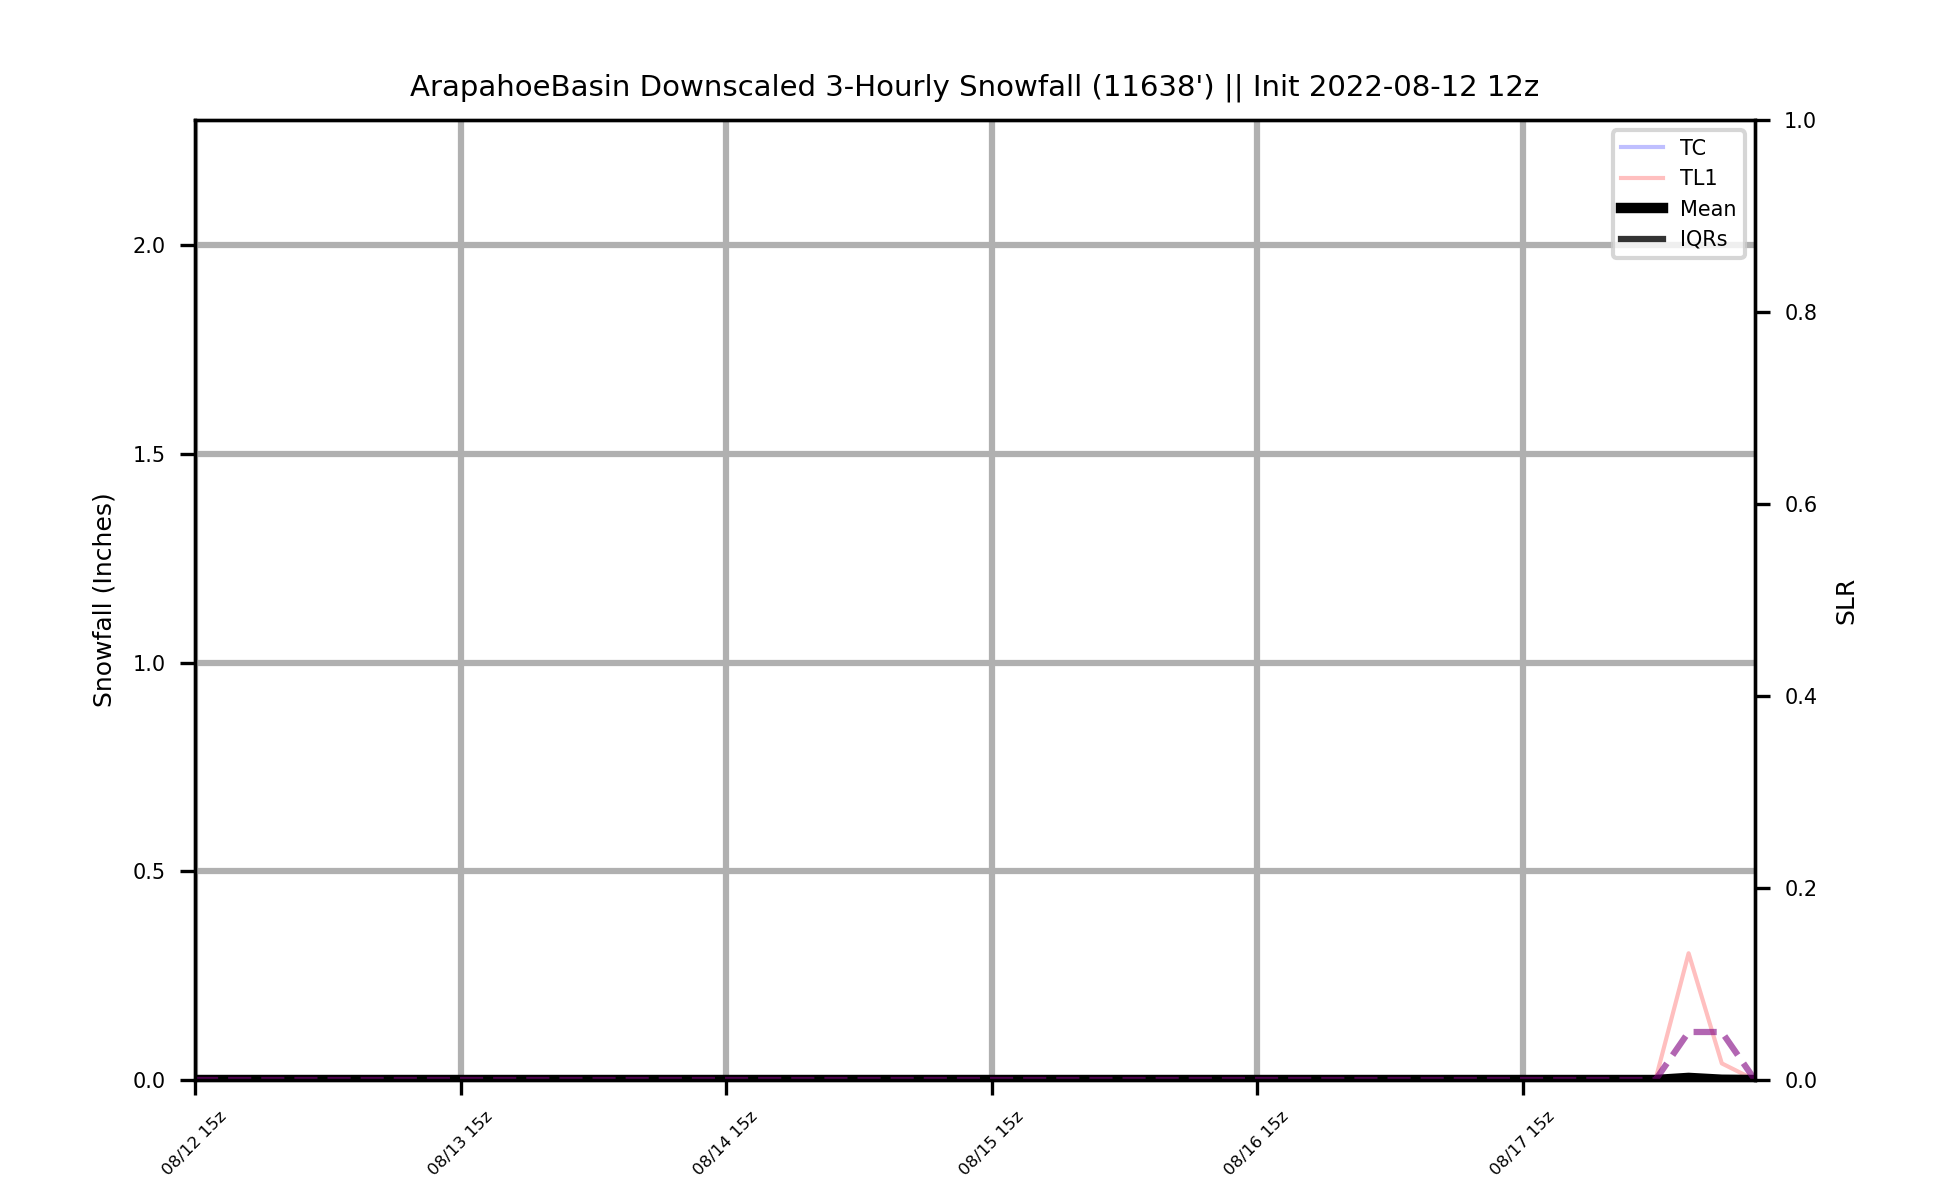 ArapahoeBasin Downscaled 3-Hourly Snowfall (11638') || Init 2022-08-12 12z
TC
TL1
Mean
IQRs
Snowfall (Inches)
2.0
1.5
1.0
0.5
0.0
1.0
0.8
0.6
0.4
0.2
0.0
SLR
08/12 15z
08/13 15z
08/14 15z
08/15 15z
08/16 15z
08/17 15z